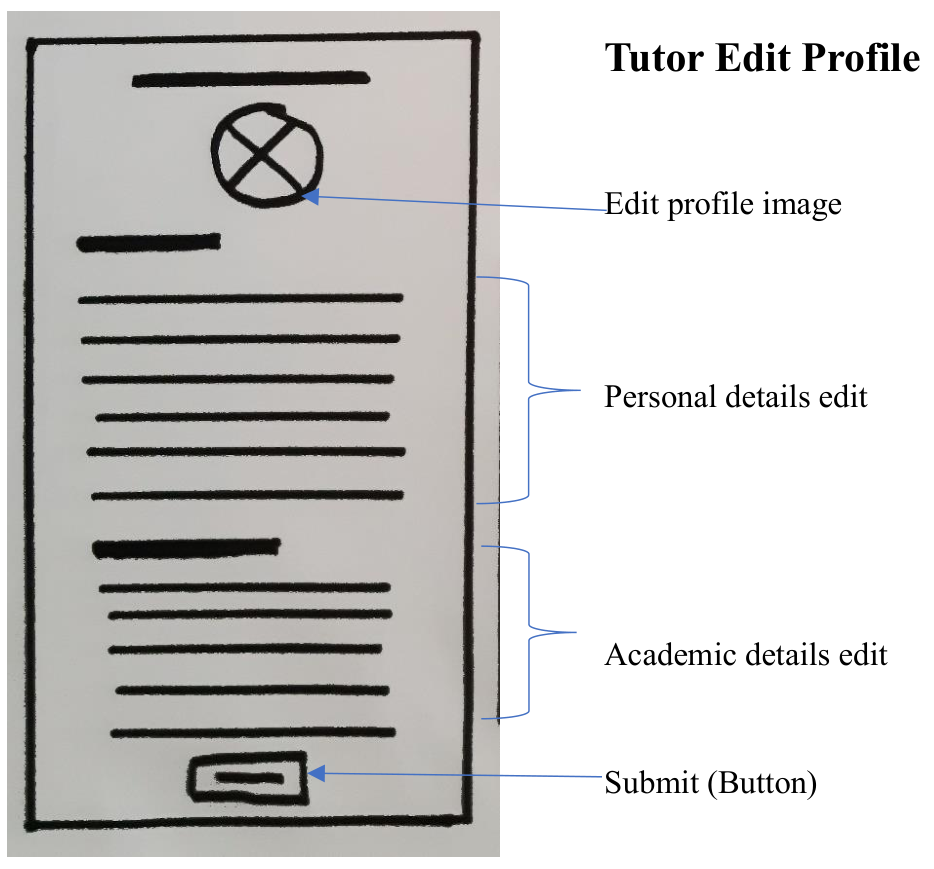 Tutor Edit Profile
Edit profile image
Personal details edit
Academic details edit
Submit (Button)